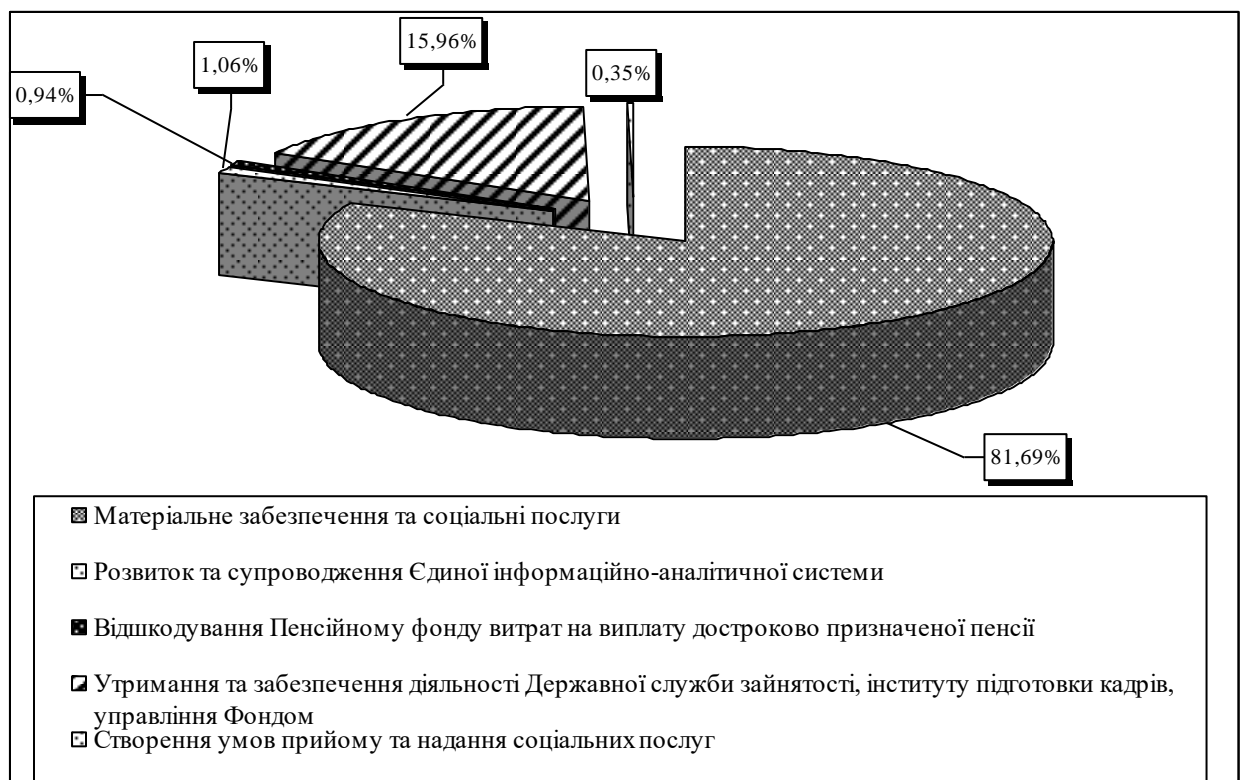 15,96%
0,35%
1,06%
0,94%
81,69%
Матеріальне забезпечення та соціальні послуги
Розвиток та супроводження Єдиної інформаційно-аналітичної системи
Відшкодування Пенсійному фонду витрат на виплату достроково призначеної пенсії
Утримання та забезпечення діяльності Державної служби зайнятості, інституту підготовки кадрів,
управління Фондом
Створення умов прийому та надання соціальних послуг